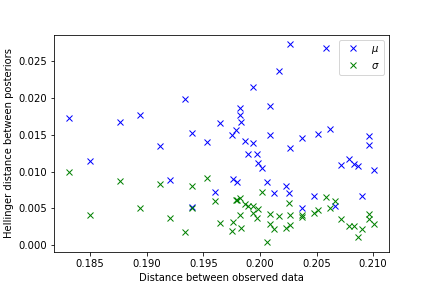 μ
σ
0.025
0.020
0.015
0.010
0.005
0.000
Hellinger distance between posteriors
0.185 0.190 0.195 0.200 0.205 0.210
Distance between observed data